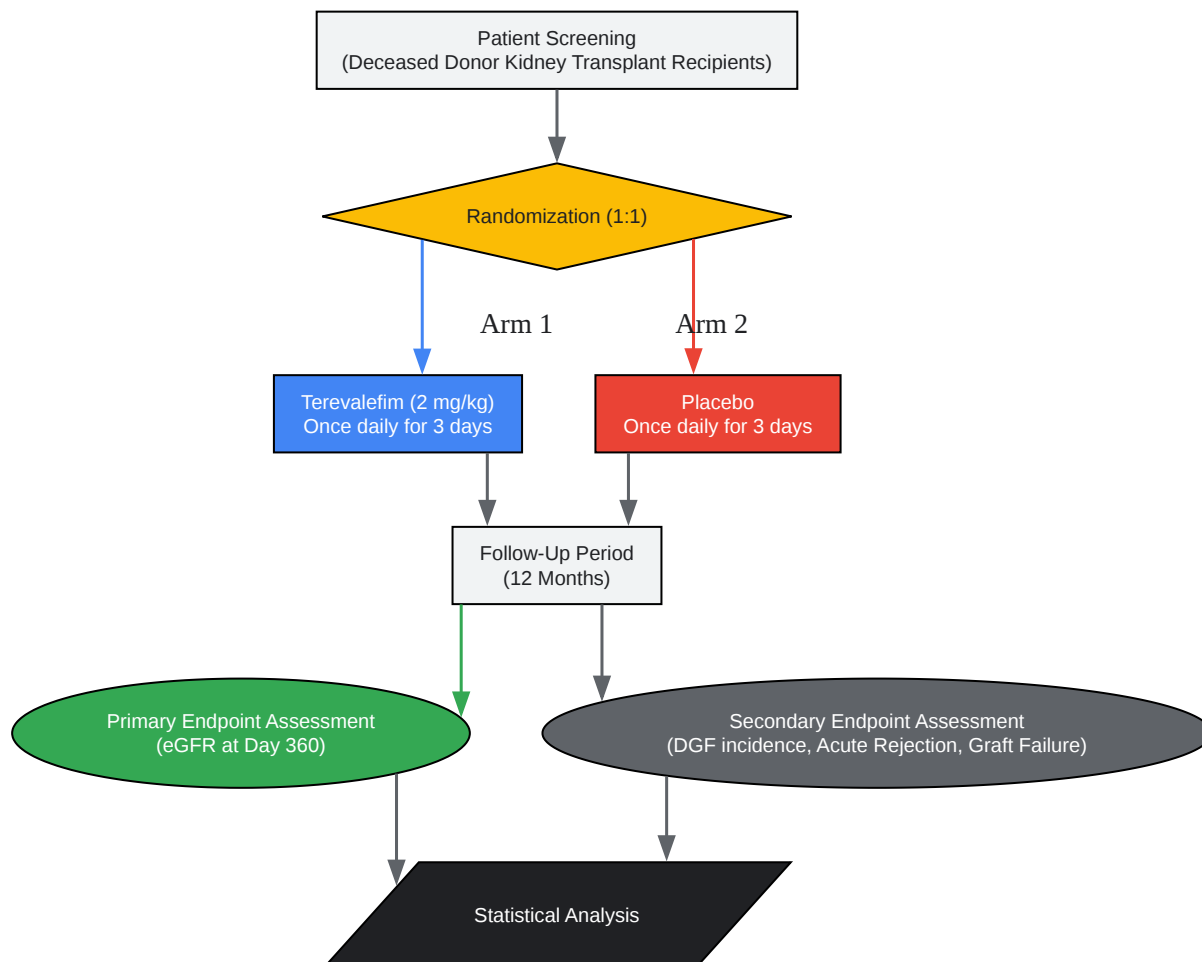 Patient Screening
(Deceased Donor Kidney Transplant Recipients)
Randomization (1:1)
Arm 1
Arm 2
Terevalefim (2 mg/kg)
Once daily for 3 days
Placebo
Once daily for 3 days
Follow-Up Period
(12 Months)
Primary Endpoint Assessment
(eGFR at Day 360)
Secondary Endpoint Assessment
(DGF incidence, Acute Rejection, Graft Failure)
Statistical Analysis